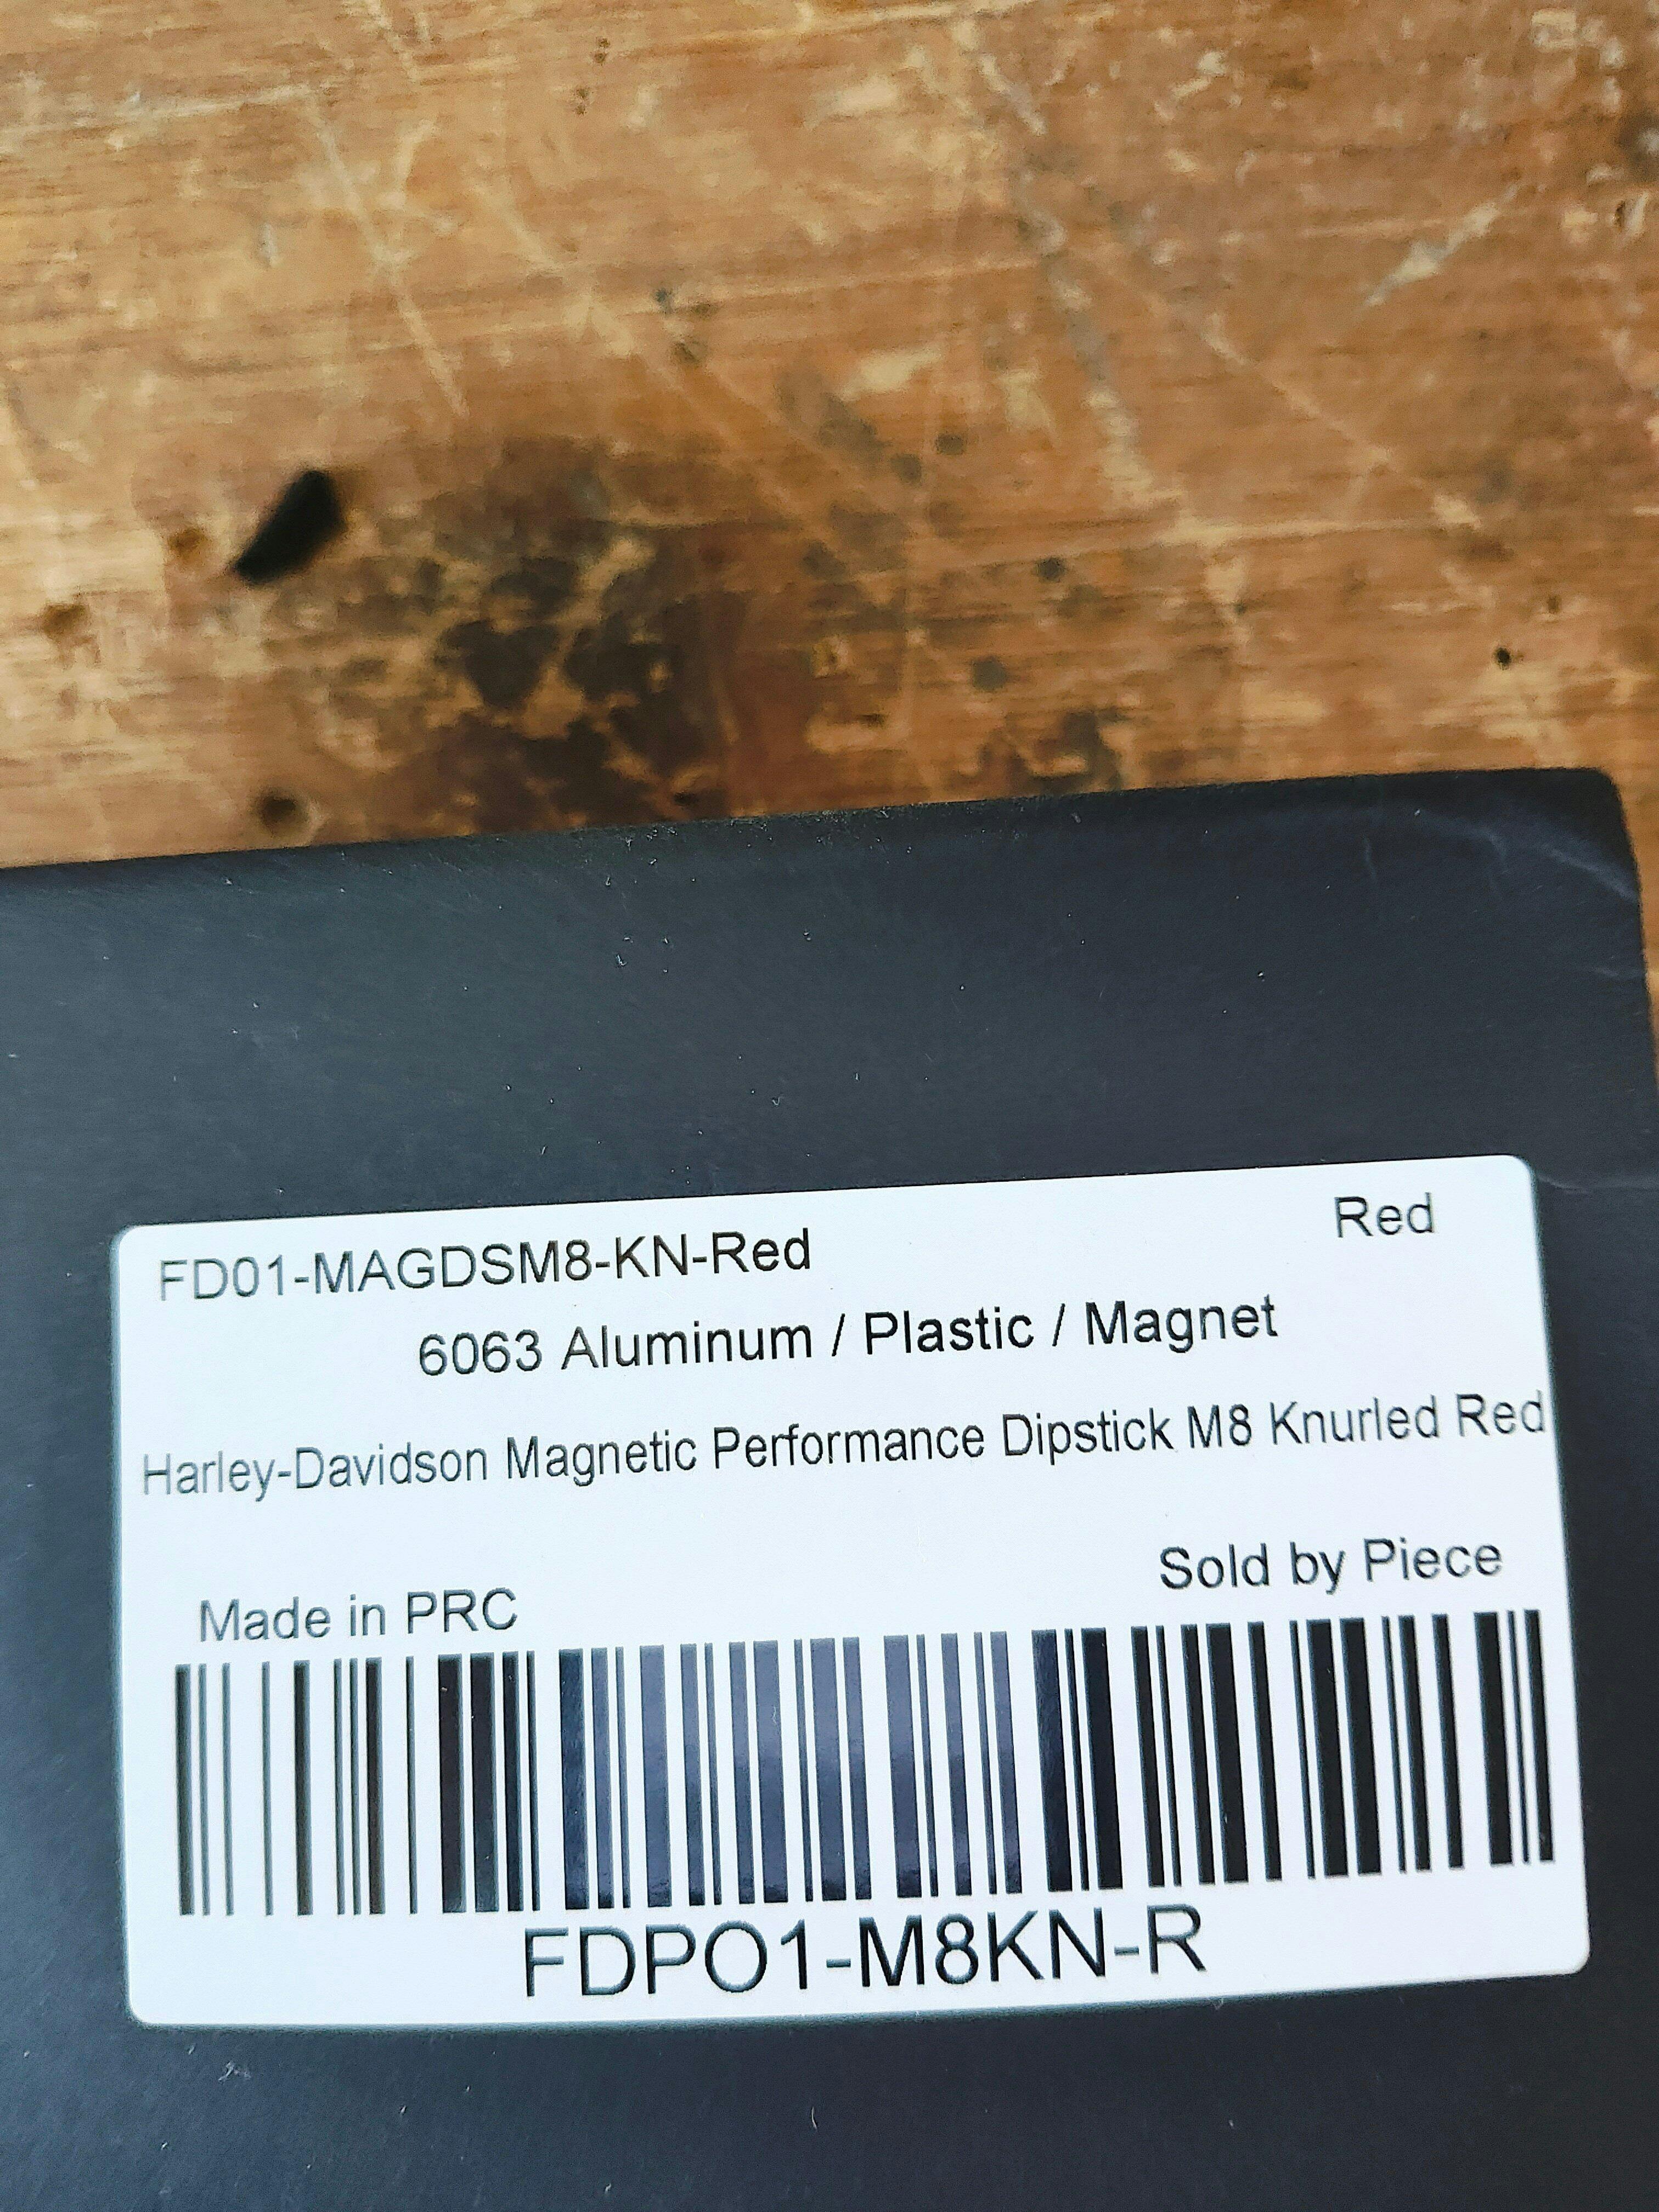 FD01-MAGDSM8-KN-Red
Red
6063 Aluminum / Plastic / Magnet
Harley-Davidson Magnetic Performance Dipstick M8 Knurled Red
Sold by Piece
Made in PRC
FDPO1-M8KN-R